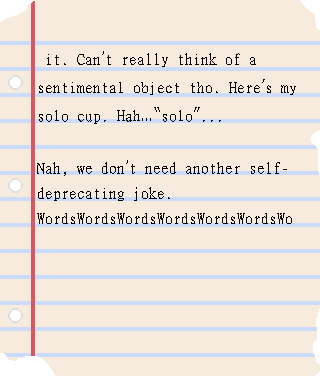 it. Can't really think of a
sentimental object tho. Here's my
solo cup. Hah…“solo”...
Nah, we don't need another self-
deprecating joke.
WordsWordsWordsWordsWordsWordsWo